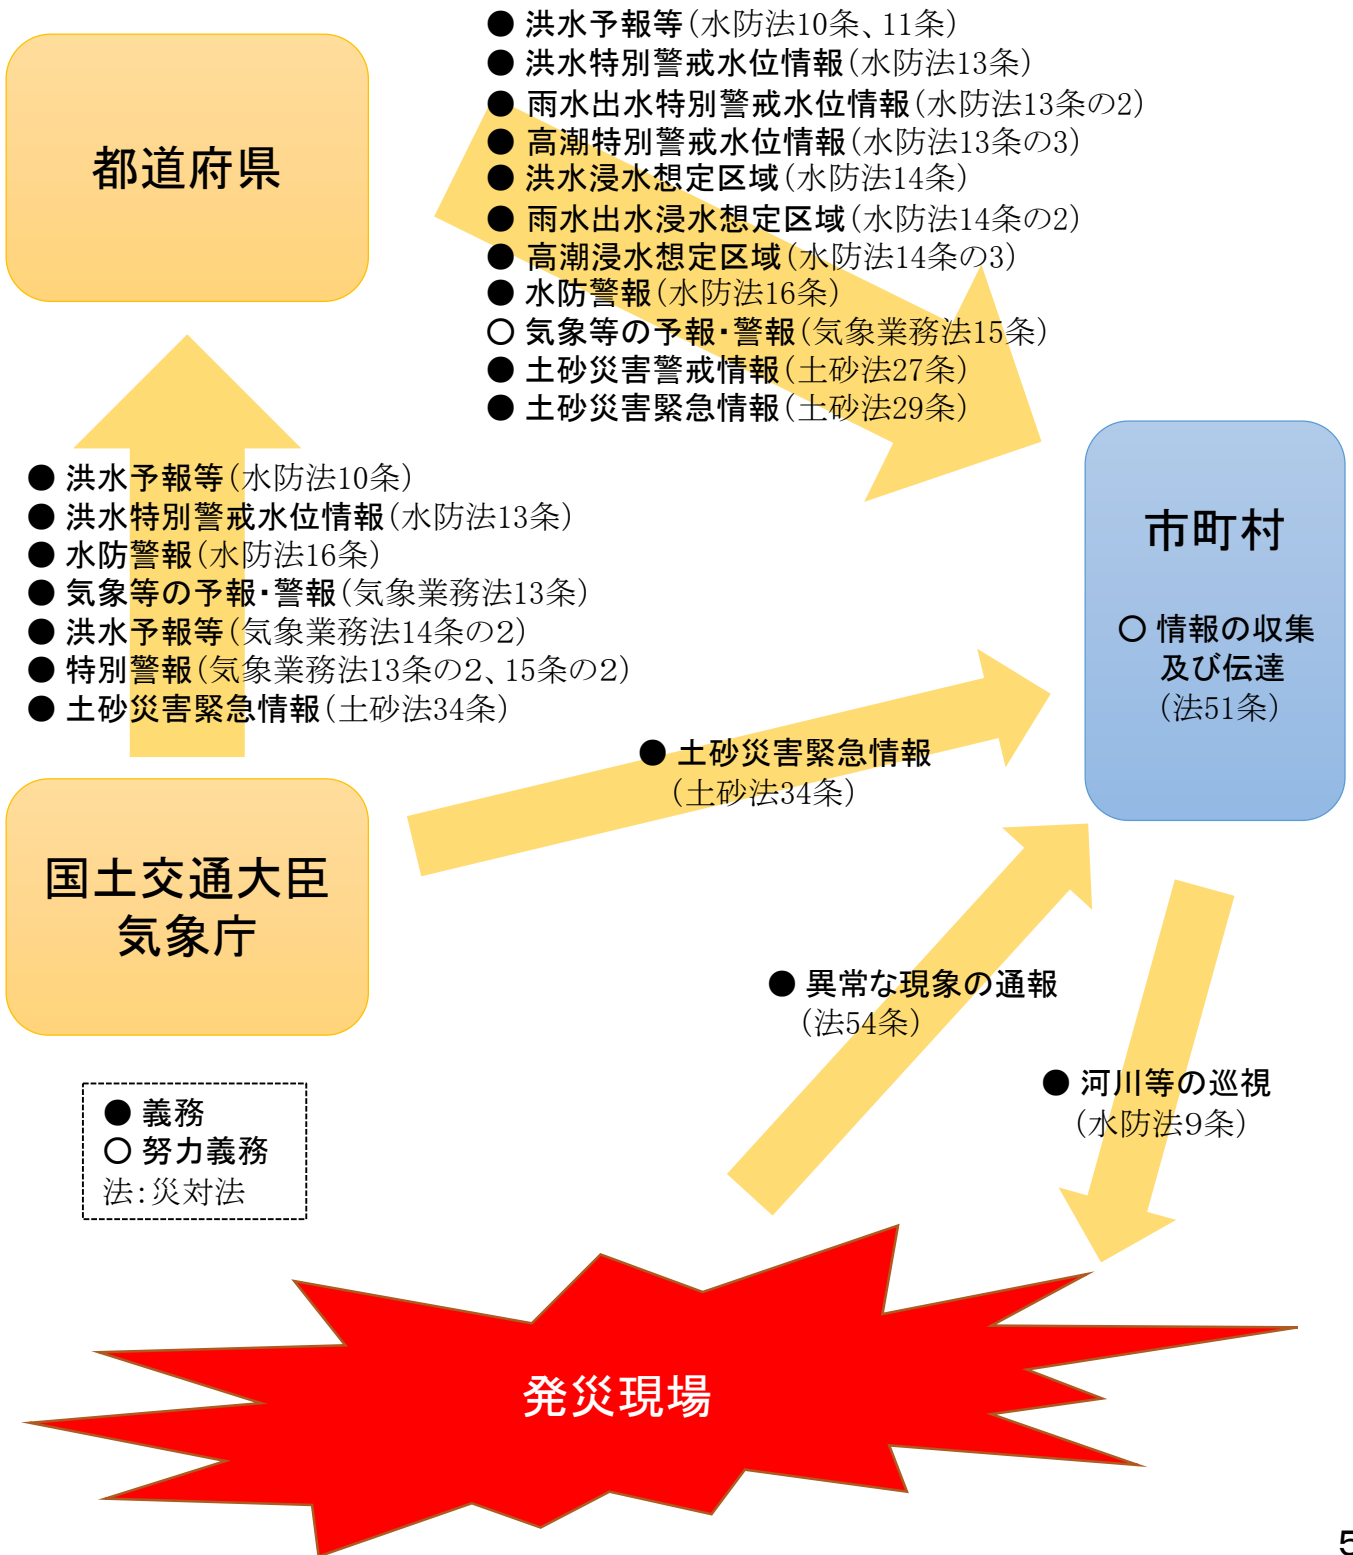 ● 洪水予報等（水防法10条、11条）
● 洪水特別警戒水位情報（水防法13条）
● 雨水出水特別警戒水位情報（水防法13条の2）
● 高潮特別警戒水位情報（水防法13条の3）
● 洪水浸水想定区域（水防法14条）
● 雨水出水浸水想定区域（水防法14条の2）
● 高潮浸水想定区域（水防法14条の3）
● 水防警報（水防法16条）
○ 気象等の予報・警報（気象業務法15条）
● 土砂災害警戒情報（土砂法27条）
● 土砂災害緊急情報（土砂法29条）
都道府県
● 洪水予報等（水防法10条）
● 洪水特別警戒水位情報（水防法13条）
● 水防警報（水防法16条）
● 気象等の予報・警報（気象業務法13条）
● 洪水予報等（気象業務法14条の２）
● 特別警報（気象業務法13条の２、15条の２）
● 土砂災害緊急情報（土砂法34条）
市町村
○ 情報の収集
及び伝達
（法51条）
● 土砂災害緊急情報
（土砂法34条）
国土交通大臣
気象庁
● 異常な現象の通報
（法54条）
● 河川等の巡視
（水防法９条）
● 義務
○ 努力義務
法：災対法
発災現場
5